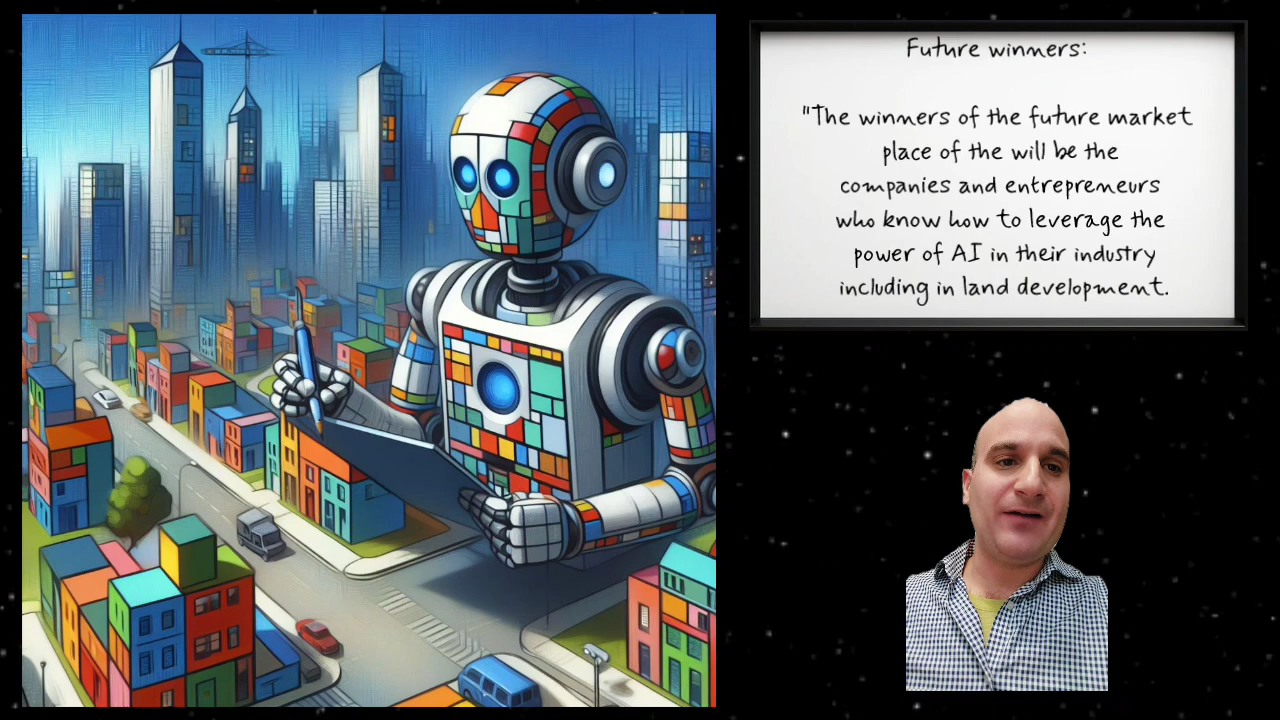 Future winners:
"The winners of the future market
place of the will be the
companies and entrepreneurs
who know how to leverage the
power of AI in their industry
including in land development.